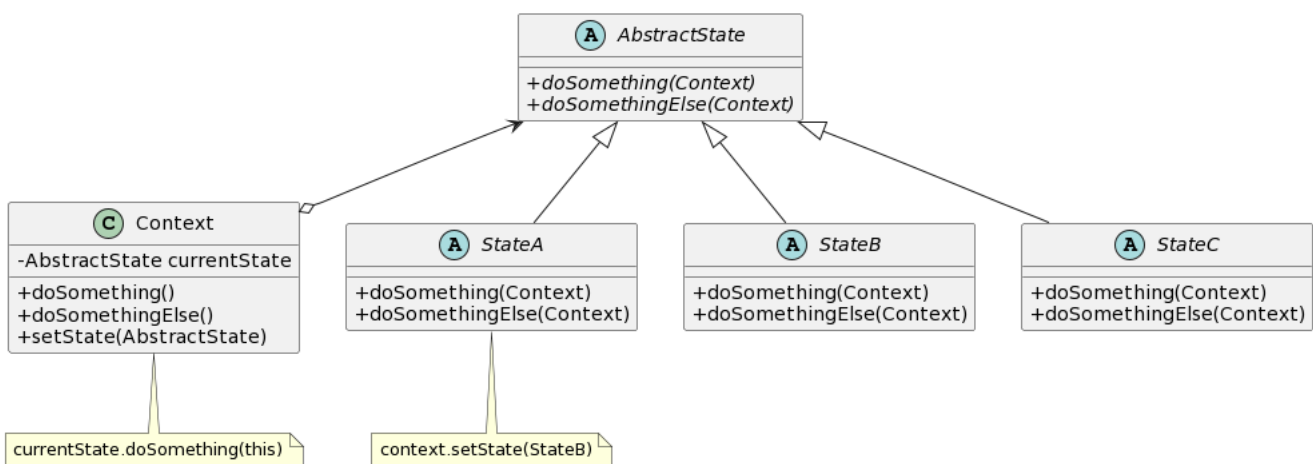 A AbstractState
+doSomething(Context)
+doSomethingElse(Context)
C Context
-AbstractState currentState
+doSomething()
+doSomethingElse()
+setState(AbstractState)
A StateA
+doSomething(Context)
+doSomethingElse(Context)
A StateB
+doSomething(Context)
+doSomethingElse(Context)
A StateC
+doSomething(Context)
+doSomethingElse(Context)
currentState.doSomething(this)
context.setState(StateB)